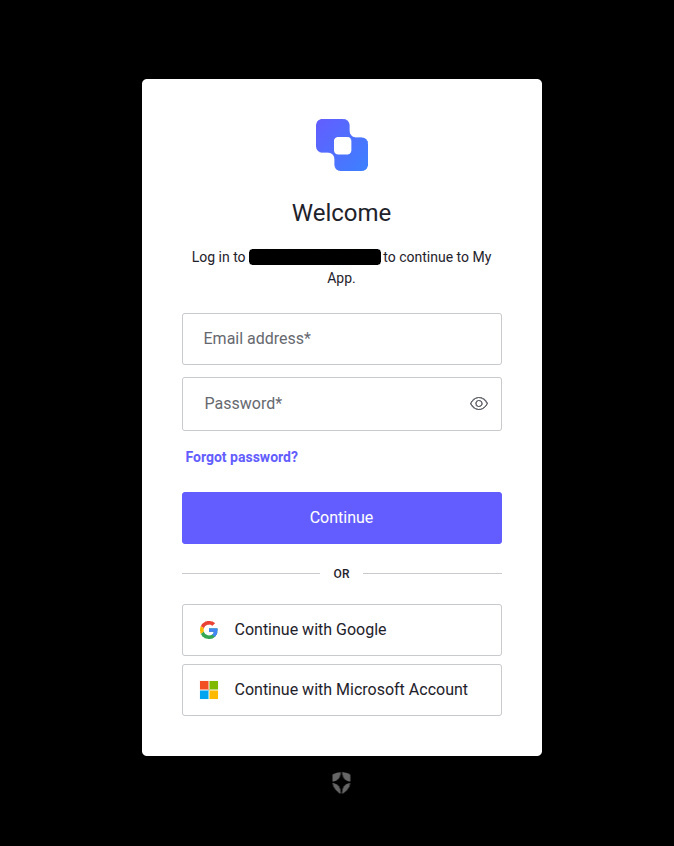 Welcome
Log in to to continue to My
App.
Email address*
Password*
Forgot password?
Continue
OR
Continue with Google
Continue with Microsoft Account